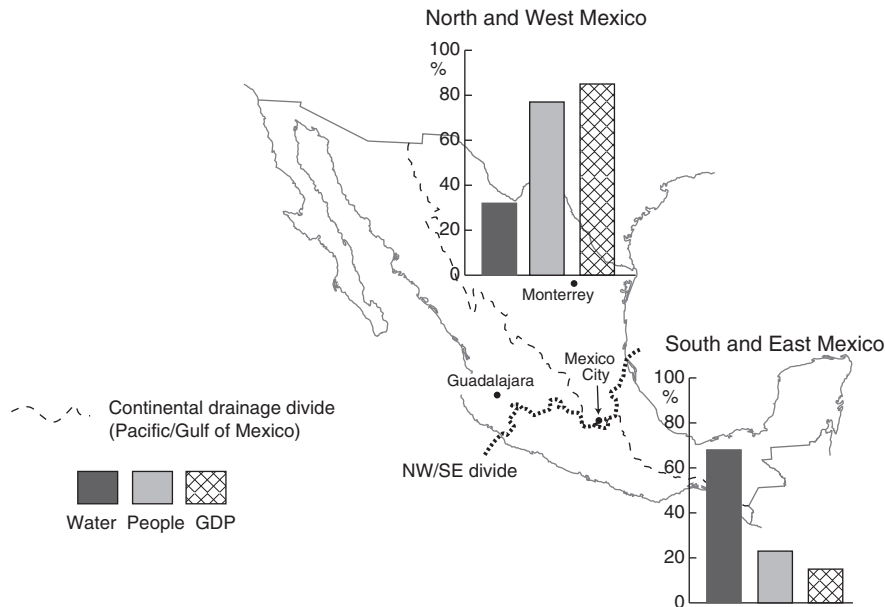 North and West Mexico
100
%
80
60
40
20
0
Monterrey
South and East Mexico
100
%
80
60
40
20
0
Mexico
City
Guadalajara
NW/SE divide
Continental drainage divide
(Pacific/Gulf of Mexico)
Water People GDP